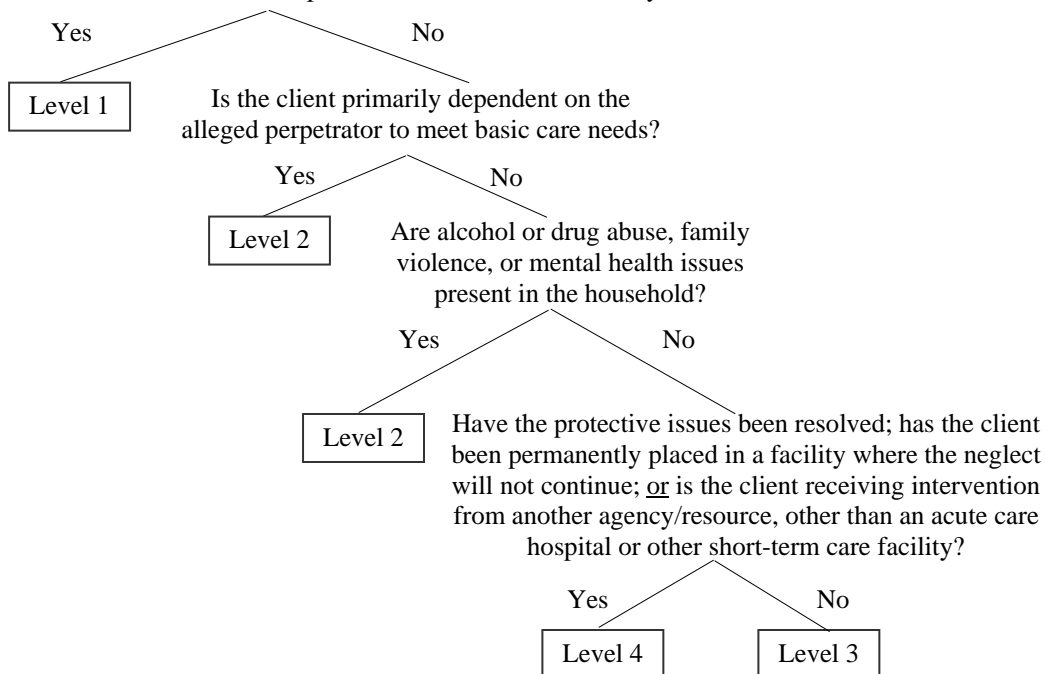 Yes
No
Level 1
Is the client primarily dependent on the
alleged perpetrator to meet basic care needs?
Yes
No
Level 2
Are alcohol or drug abuse, family
violence, or mental health issues
present in the household?
Yes
No
Level 2
Have the protective issues been resolved; has the client
been permanently placed in a facility where the neglect
will not continue; or is the client receiving intervention
from another agency/resource, other than an acute care
hospital or other short-term care facility?
Yes
No
Level 4
Level 3